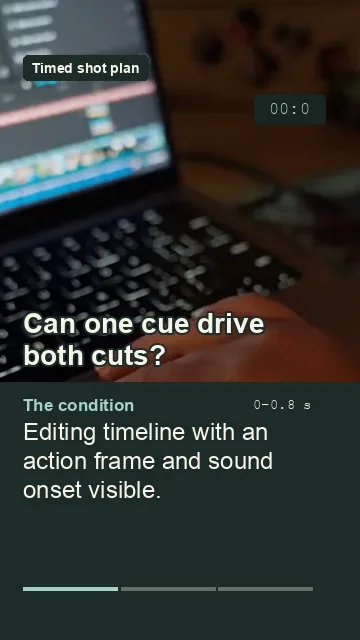 Timed shot plan
00:0
Can one cue drive
both cuts?
The condition
0–0.8 s
Editing timeline with an
action frame and sound
onset visible.